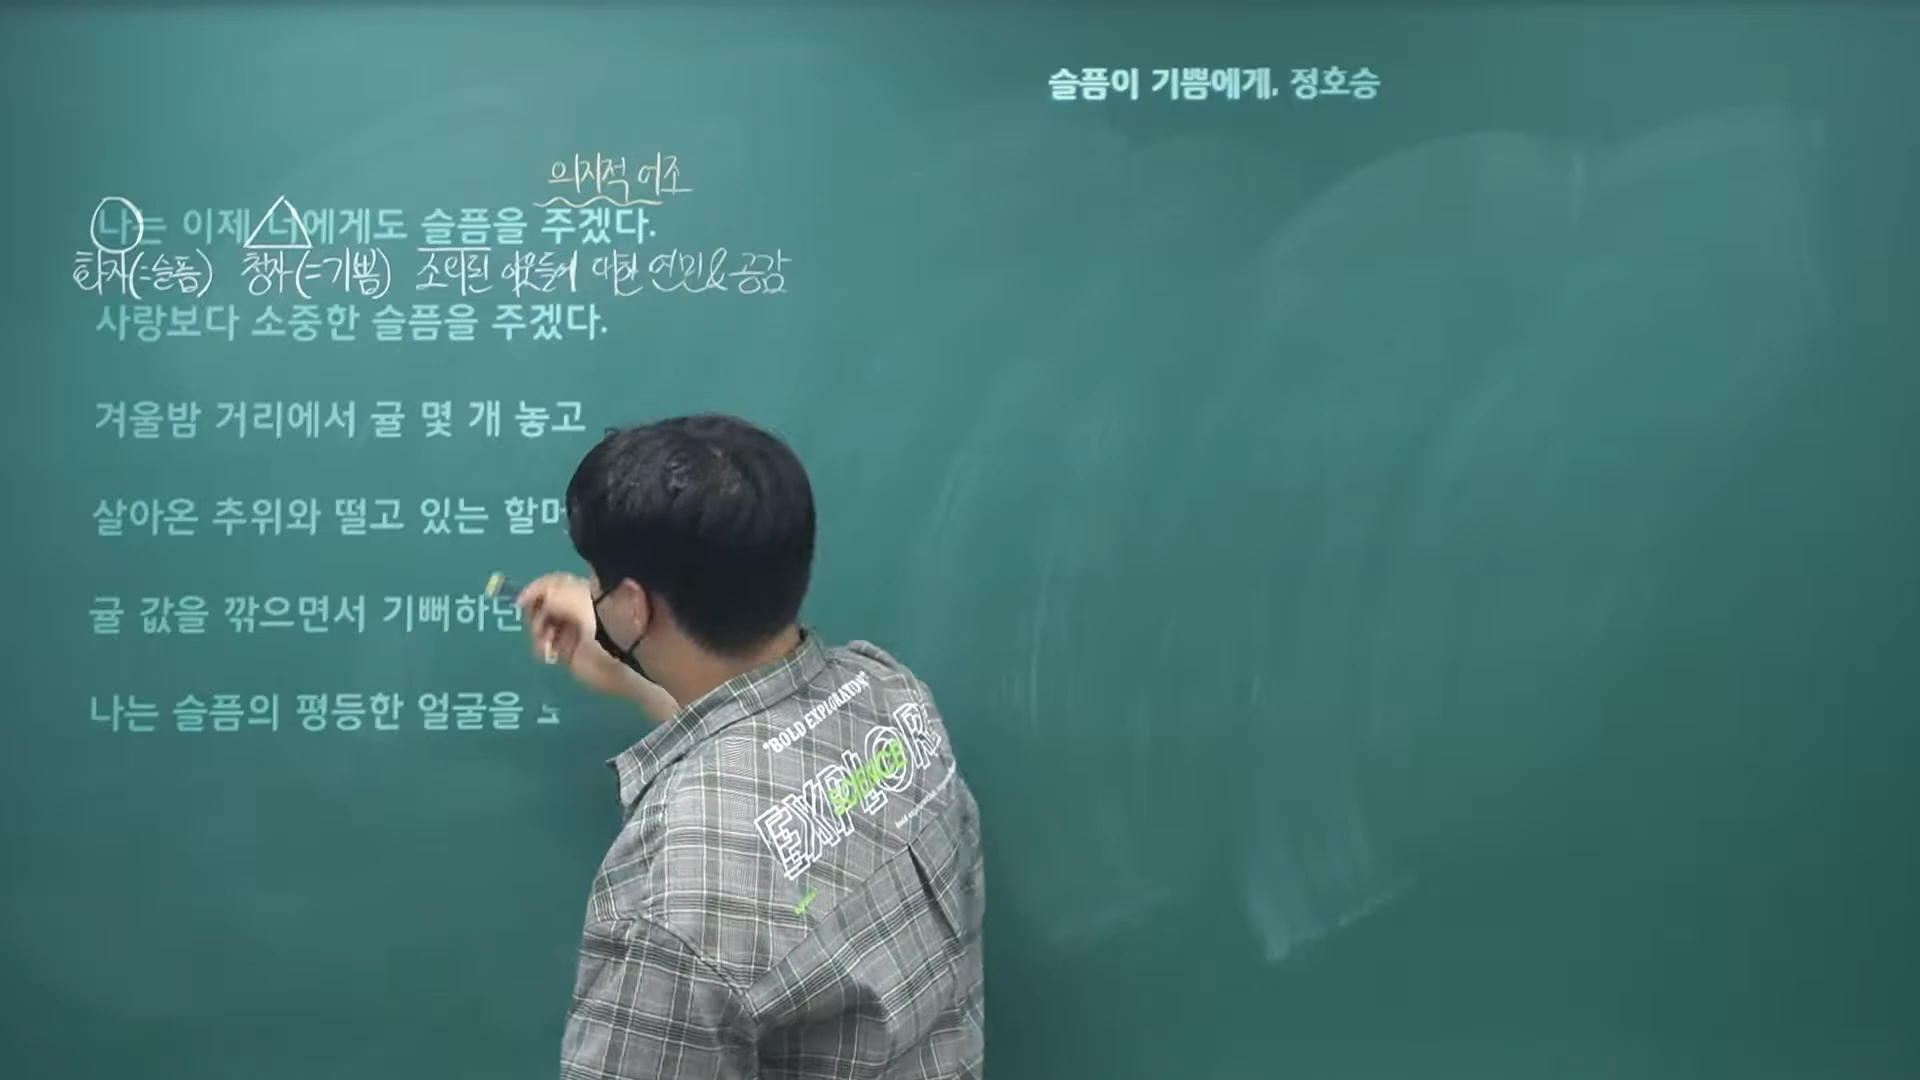 슬픔이 기쁨에게, 정호승
의지적 어조
나는 이제 너에게도 슬픔을 주겠다.
화자(=슬픔) 청자(=기쁨) 소외된 이웃들에 대한 연민&공감
사랑보다 소중한 슬픔을 주겠다.
겨울밤 거리에서 귤 몇 개 놓고
살아온 추위와 떨고 있는
귤 값을 깎으면서 기뻐하던
나는 슬픔의 평등한 얼굴을
"BOLD EXPLORATION"
EXPLORE
SCIENCE